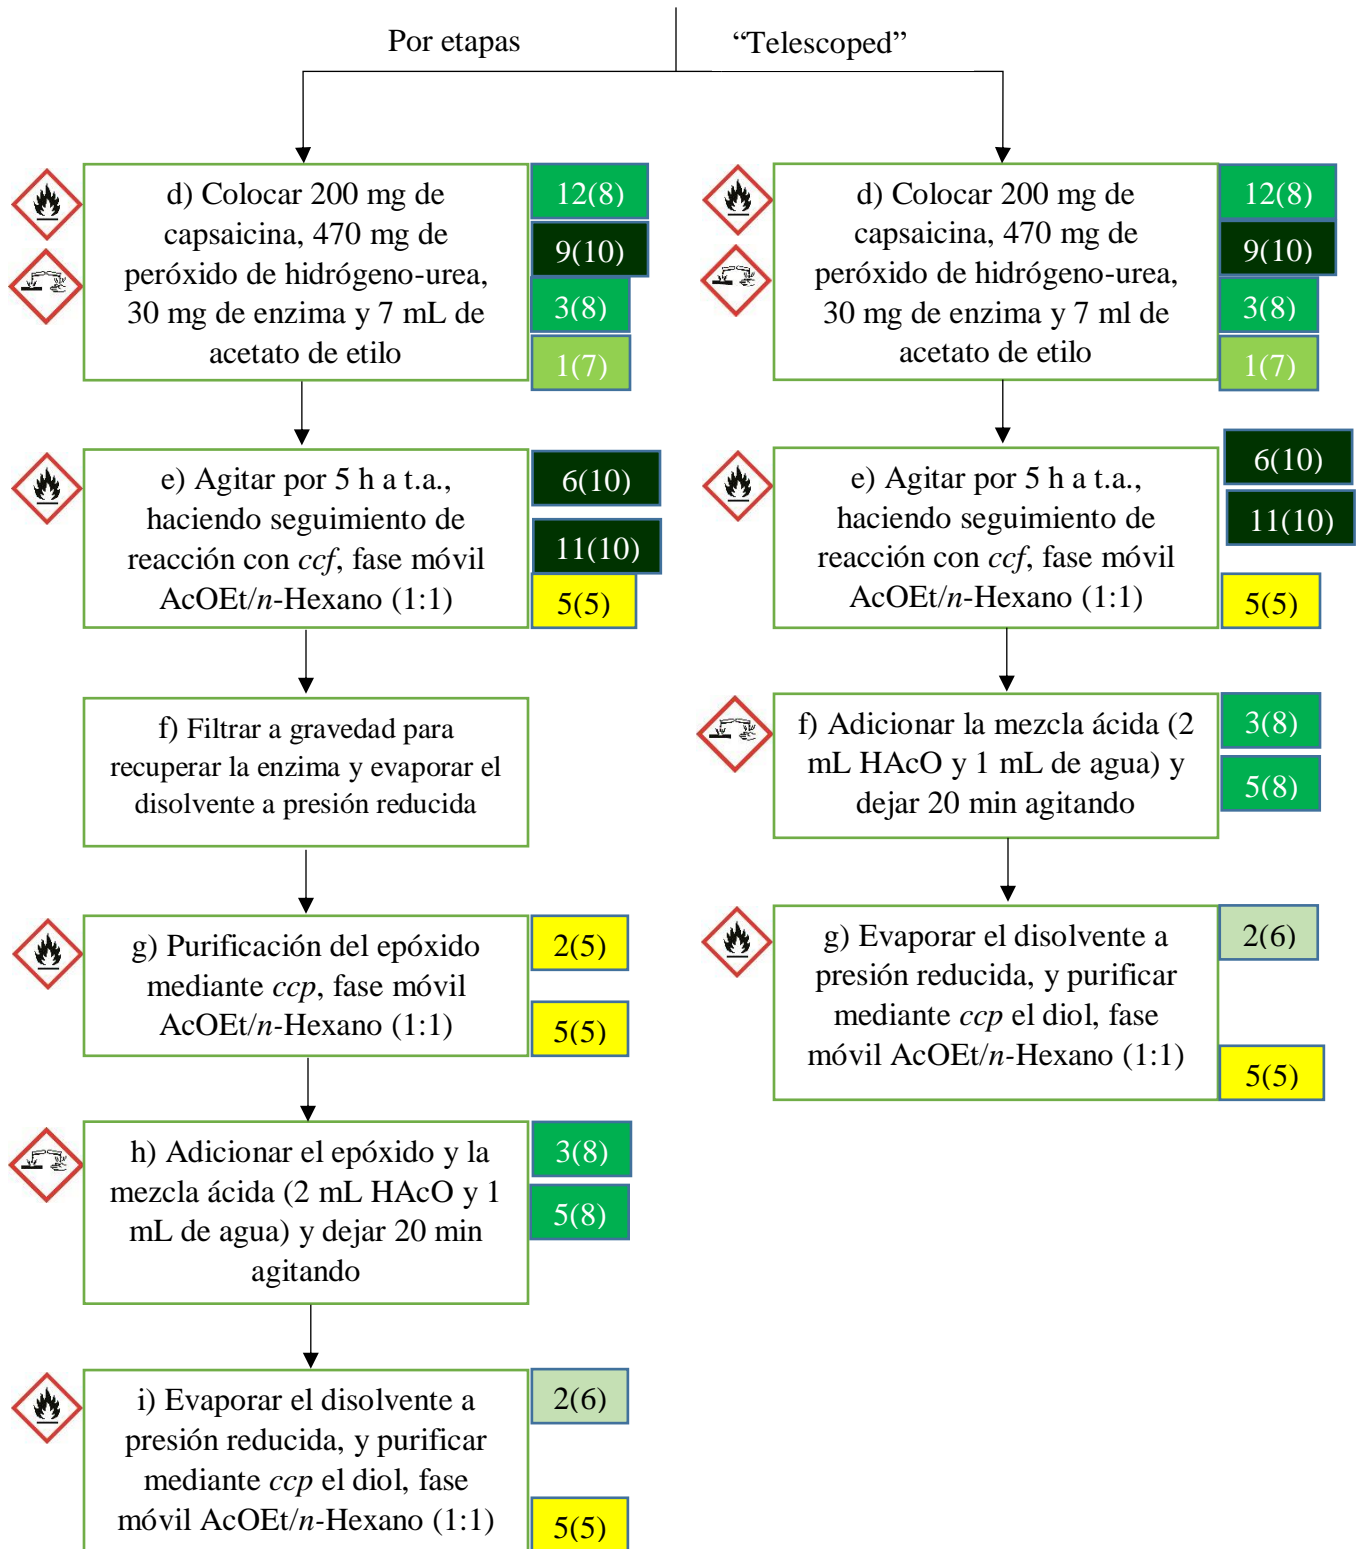 Por etapas
“Telescoped”
d) Colocar 200 mg de
capsaicina, 470 mg de
peróxido de hidrógeno-urea,
30 mg de enzima y 7 mL de
acetato de etilo
12(8)
9(10)
3(8)
1(7)
e) Agitar por 5 h a t.a.,
haciendo seguimiento de
reacción con ccf, fase móvil
AcOEt/n-Hexano (1:1)
6(10)
11(10)
5(5)
f) Filtrar a gravedad para
recuperar la enzima y evaporar el
disolvente a presión reducida
g) Purificación del epóxido
mediante ccp, fase móvil
AcOEt/n-Hexano (1:1)
2(5)
5(5)
h) Adicionar el epóxido y la
mezcla ácida (2 mL HAcO y 1
mL de agua) y dejar 20 min
agitando
3(8)
5(8)
i) Evaporar el disolvente a
presión reducida, y purificar
mediante ccp el diol, fase
móvil AcOEt/n-Hexano (1:1)
2(6)
5(5)
d) Colocar 200 mg de
capsaicina, 470 mg de
peróxido de hidrógeno-urea,
30 mg de enzima y 7 ml de
acetato de etilo
12(8)
9(10)
3(8)
1(7)
e) Agitar por 5 h a t.a.,
haciendo seguimiento de
reacción con ccf, fase móvil
AcOEt/n-Hexano (1:1)
6(10)
11(10)
5(5)
f) Adicionar la mezcla ácida (2
mL HAcO y 1 mL de agua) y
dejar 20 min agitando
3(8)
5(8)
g) Evaporar el disolvente a
presión reducida, y purificar
mediante ccp el diol, fase
móvil AcOEt/n-Hexano (1:1)
2(6)
5(5)